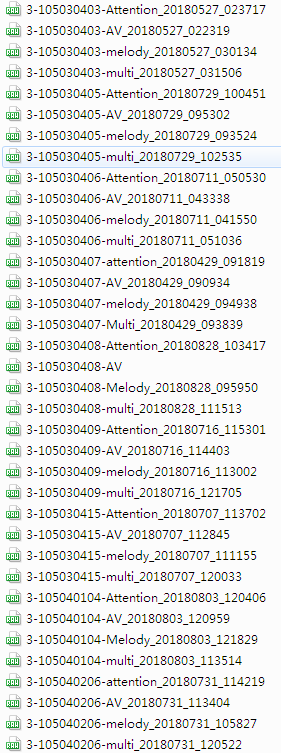 3-105030403-Attention_20180527_023717
3-105030403-AV_20180527_022319
3-105030403-melody_20180527_030134
3-105030403-multi_20180527_031506
3-105030405-Attention_20180729_100451
3-105030405-AV_20180729_095302
3-105030405-melody_20180729_093524
3-105030405-multi_20180729_102535
3-105030406-Attention_20180711_050530
3-105030406-AV_20180711_043338
3-105030406-melody_20180711_041550
3-105030406-multi_20180711_051036
3-105030407-attention_20180429_091819
3-105030407-AV_20180429_090934
3-105030407-melody_20180429_094938
3-105030407-Multi_20180429_093839
3-105030408-Attention_20180828_103417
3-105030408-AV
3-105030408-Melody_20180828_095950
3-105030408-multi_20180828_111513
3-105030409-Attention_20180716_115301
3-105030409-AV_20180716_114403
3-105030409-melody_20180716_113002
3-105030409-multi_20180716_121705
3-105030415-Attention_20180707_113702
3-105030415-AV_20180707_112845
3-105030415-melody_20180707_111155
3-105030415-multi_20180707_120033
3-105040104-Attention_20180803_120406
3-105040104-AV_20180803_120959
3-105040104-Melody_20180803_121829
3-105040104-multi_20180803_113514
3-105040206-attention_20180731_114219
3-105040206-AV_20180731_113404
3-105040206-melody_20180731_105827
3-105040206-multi_20180731_120522